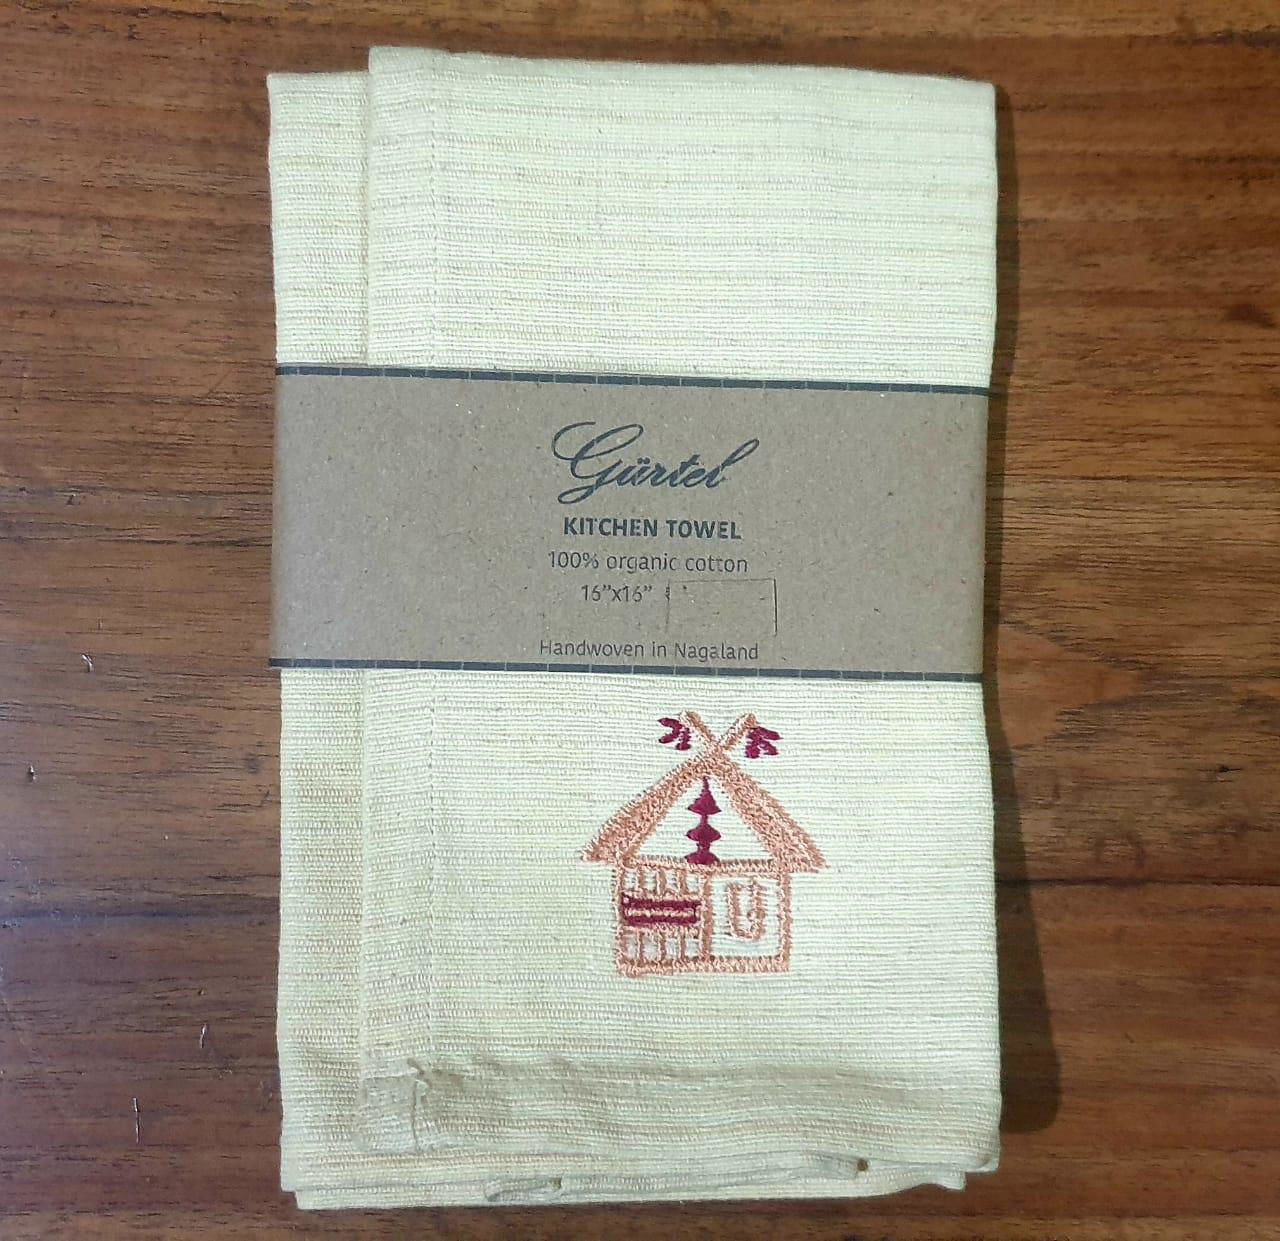 Gürtel
KITCHEN TOWEL
100% organic cotton
16”x16”
Handwoven in Nagaland